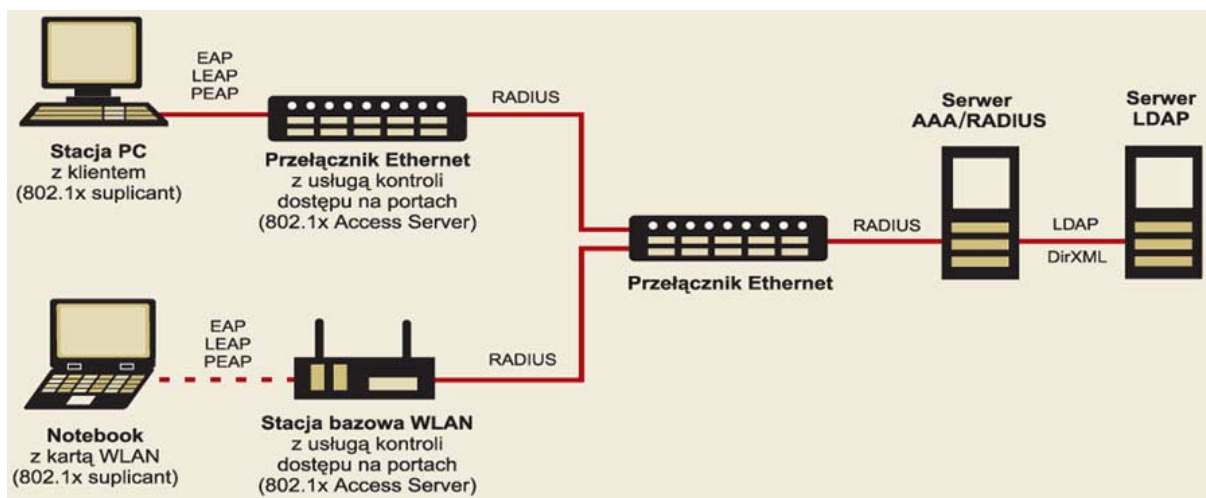 EAP
LEAP
PEAP
RADIUS
Stacja PC
z klientem
(802.1x suplicant)
Przełącznik Ethernet
z usługą kontroli
dostępu na portach
(802.1x Access Server)
Serwer
AAA/RADIUS
Serwer
LDAP
RADIUS
LDAP
DirXML
Przełącznik Ethernet
EAP
LEAP
PEAP
RADIUS
Notebook
z kartą WLAN
(802.1x suplicant)
Stacja bazowa WLAN
z usługą kontroli
dostępu na portach
(802.1x Access Server)